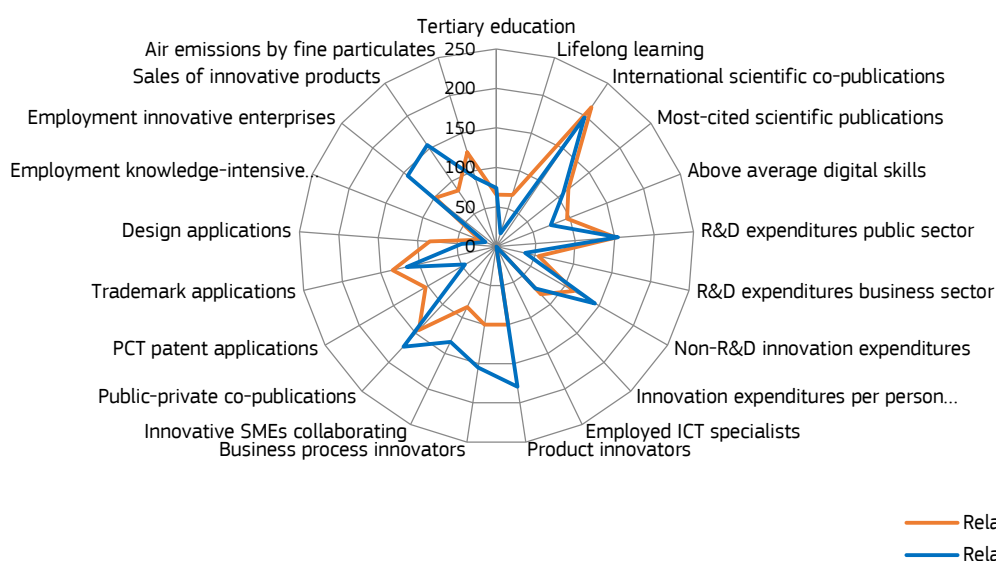 Tertiary education
Air emissions by fine particulates
250
Lifelong learning
Sales of innovative products
International scientific co-publications
200
Employment innovative enterprises
Most-cited scientific publications
150
Employment knowledge-intensive...
100
Above average digital skills
50
Design applications
0
R&D expenditures public sector
Trademark applications
R&D expenditures business sector
PCT patent applications
Non-R&D innovation expenditures
Public-private co-publications
Innovation expenditures per person...
Innovative SMEs collaborating
Employed ICT specialists
Business process innovators
Product innovators